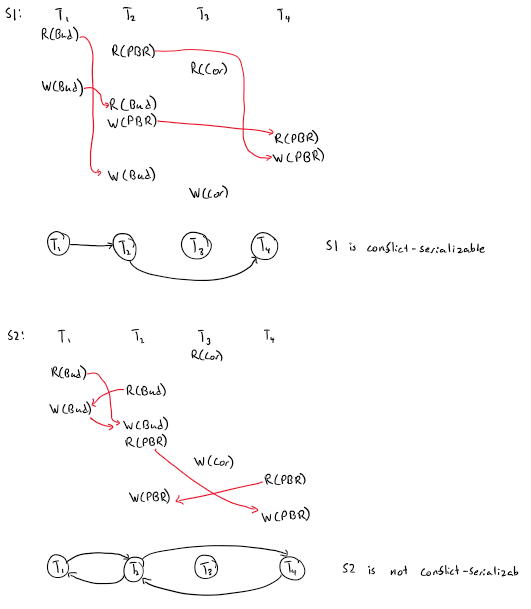 S1: T1 T2 T3 T4
R(Bud)
R(PBR)
R(Cor)
W(Bud)
R(Bud)
W(PBR)
R(PBR)
W(PBR)
W(Bud)
W(Cor)
T1 T2 T3 T4 S1 is conflict-serializable
S2: T1 T2 T3 T4
R(Cor)
R(Bud)
R(Bud)
W(Bud)
W(Bud)
R(PBR)
W(Cor)
R(PBR)
W(PBR)
W(PBR)
T1 T2 T3 T4 S2 is not conflict-serializab